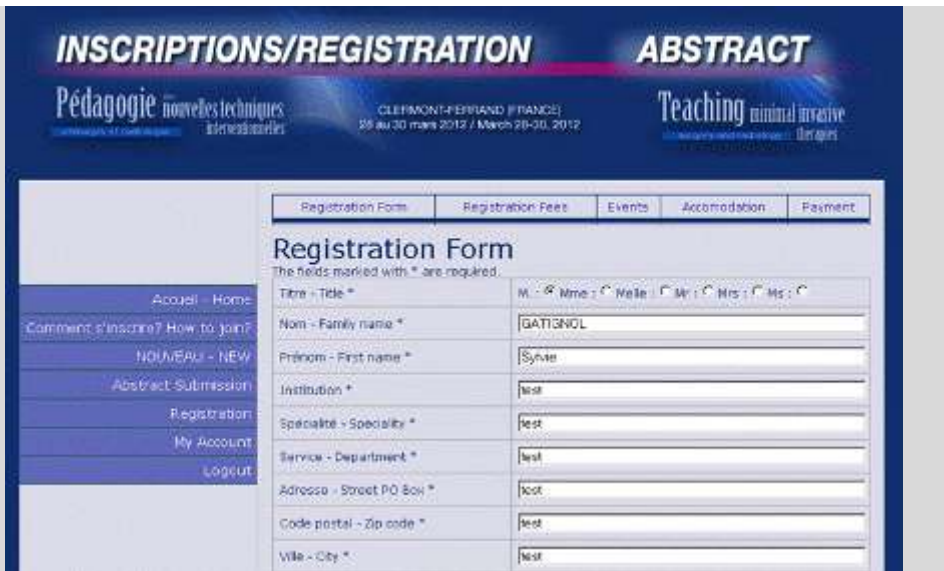 INSCRIPTIONS/REGISTRATION ABSTRACT
Pédagogie nouvelles techniques
interventionnelles
CLERMONT-FERRAND (FRANCE)
28 au 30 mars 2012 / March 28-30, 2012
Teaching minimal invasive
therapies
Registration Form Registration Fees Events Accomodation Payment
Registration Form
The fields marked with * are required.
Accueil - Home
Comment s'inscrire? How to join?
NOUVEAU - NEW
Abstract Submission
Registration
My Account
Logout
Titre - Title * M. : Mme : Melle : Mr : Mrs : Ms :
Nom - Family name * GATIGNOL
Prénom - First name * Sylvie
Institution * test
Spécialité - Speciality * test
Service - Department * test
Adresse - Street PO Box * test
Code postal - Zip code * test
Ville - City * test